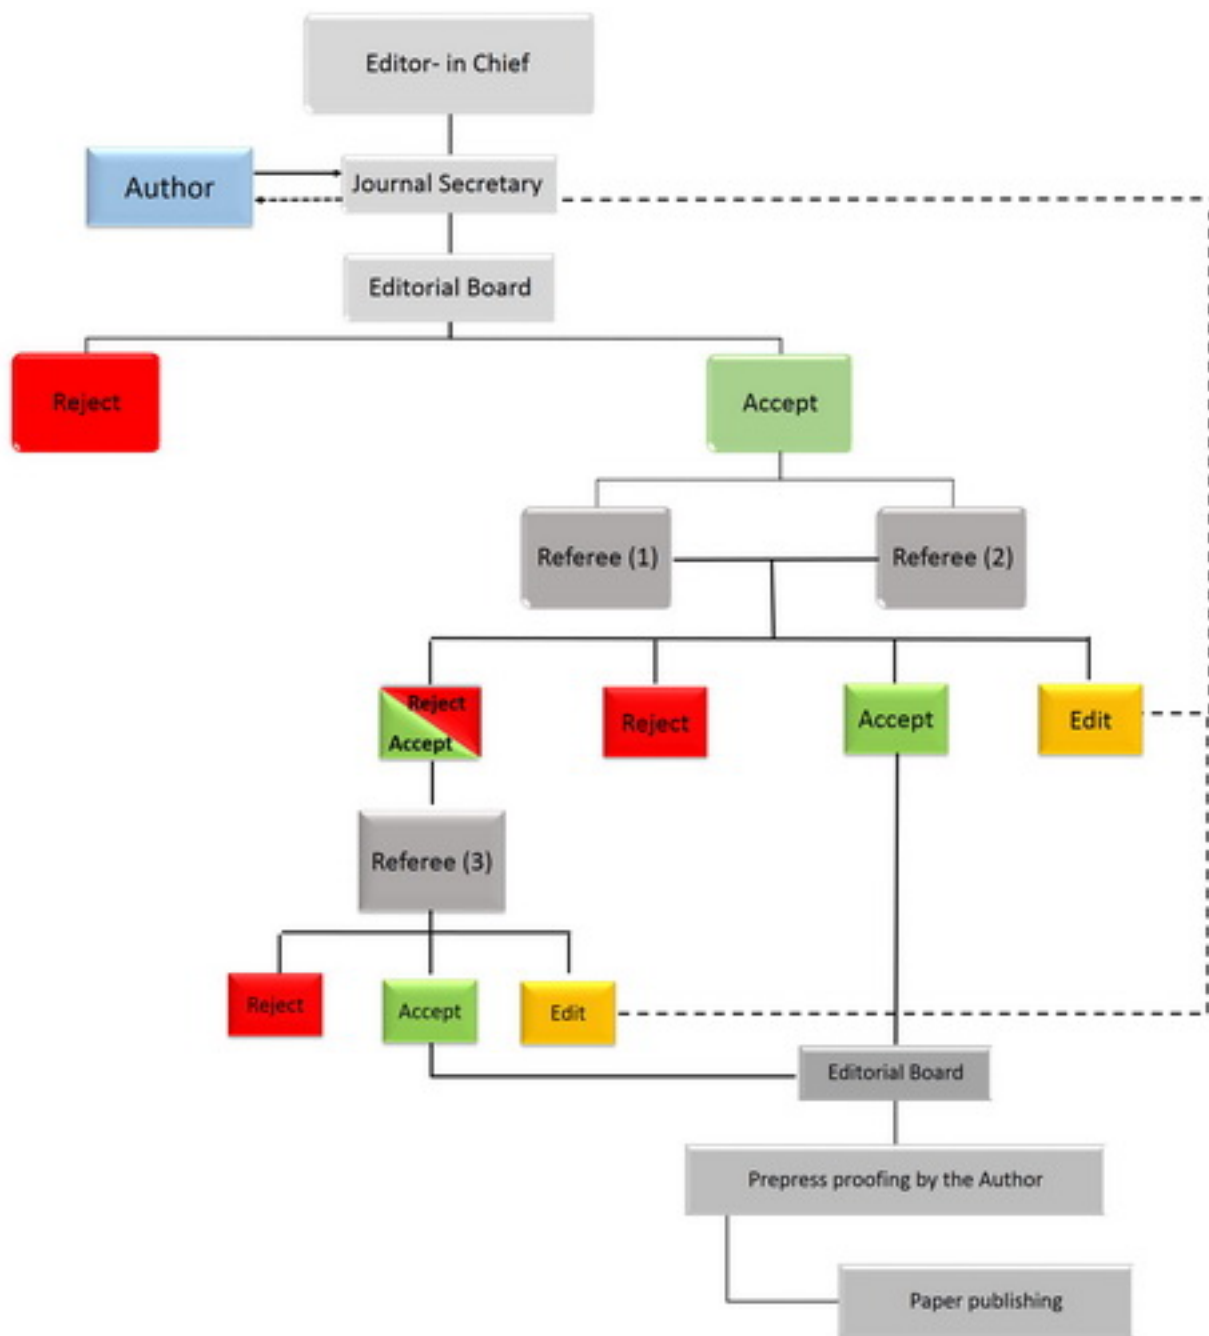 Editor- in Chief
Author
Journal Secretary
Editorial Board
Reject
Accept
Referee (1)
Referee (2)
Reject
Accept
Reject
Accept
Edit
Referee (3)
Reject
Accept
Edit
Editorial Board
Prepress proofing by the Author
Paper publishing